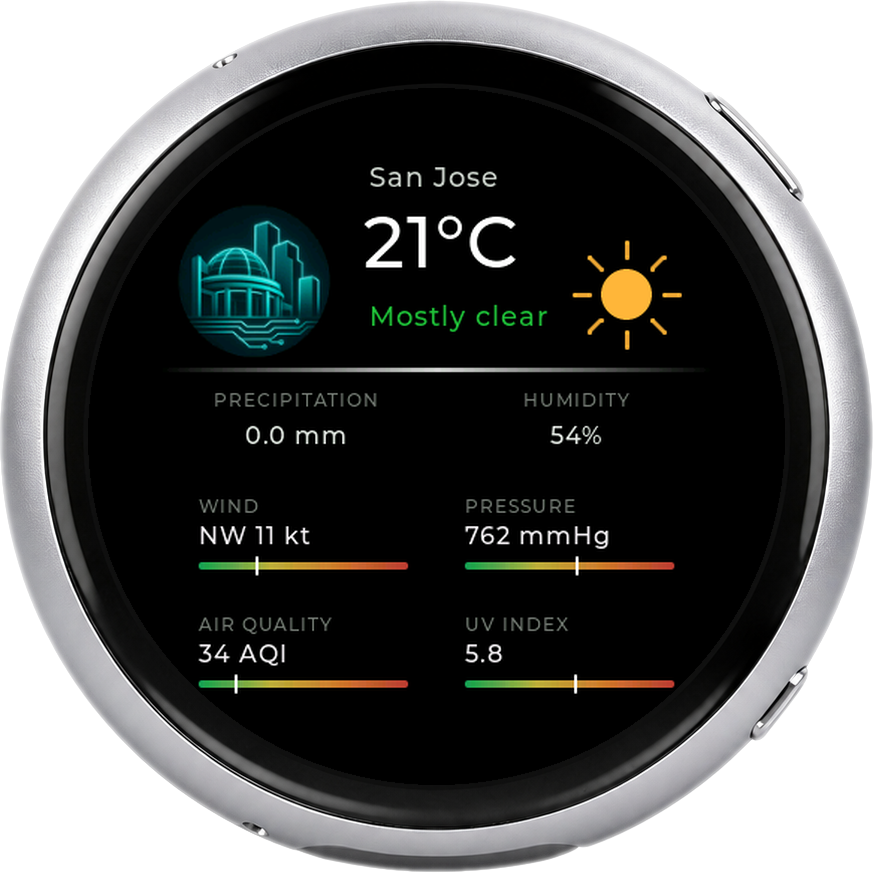 San Jose
21°C
Mostly clear
PRECIPITATION
0.0 mm
HUMIDITY
54%
WIND
NW 11 kt
PRESSURE
762 mmHg
AIR QUALITY
34 AQI
UV INDEX
5.8